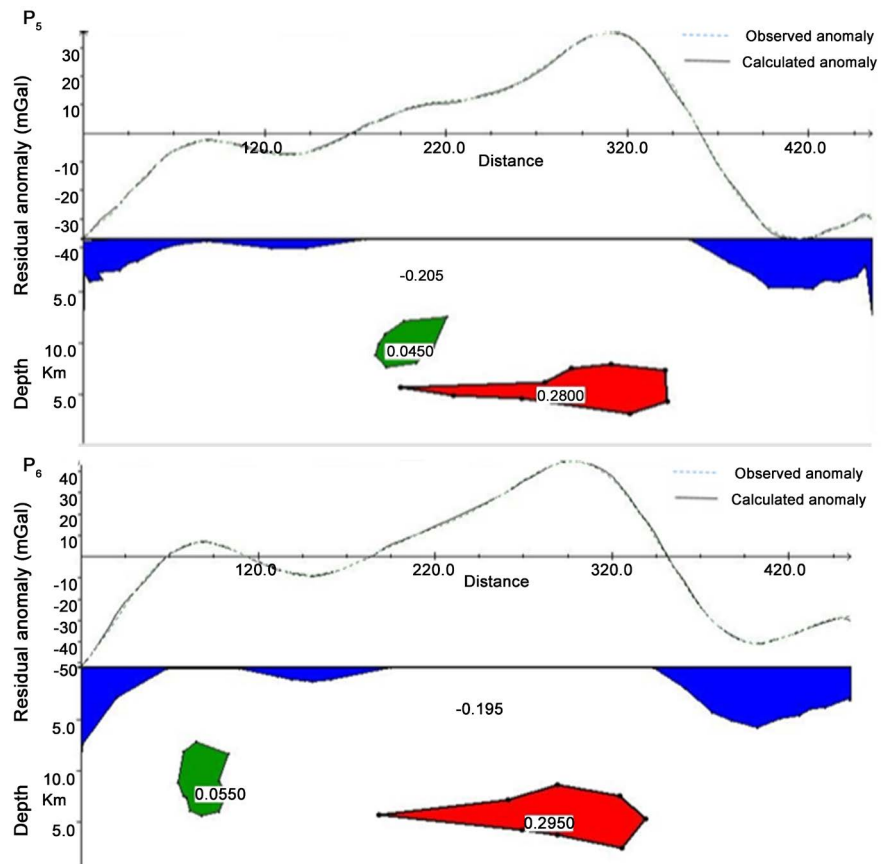 P5
Observed anomaly
Calculated anomaly
Residual anomaly (mGal)
30
20
10
-10
-20
-30
-40
120.0
220.0
320.0
420.0
Distance
-0.205
5.0
10.0
Km
5.0
Depth
0.0450
0.2800
P6
Observed anomaly
Calculated anomaly
Residual anomaly (mGal)
40
30
20
10
-10
-20
-30
-40
-50
120.0
220.0
320.0
420.0
Distance
-0.195
5.0
10.0
Km
5.0
Depth
0.0550
0.2950